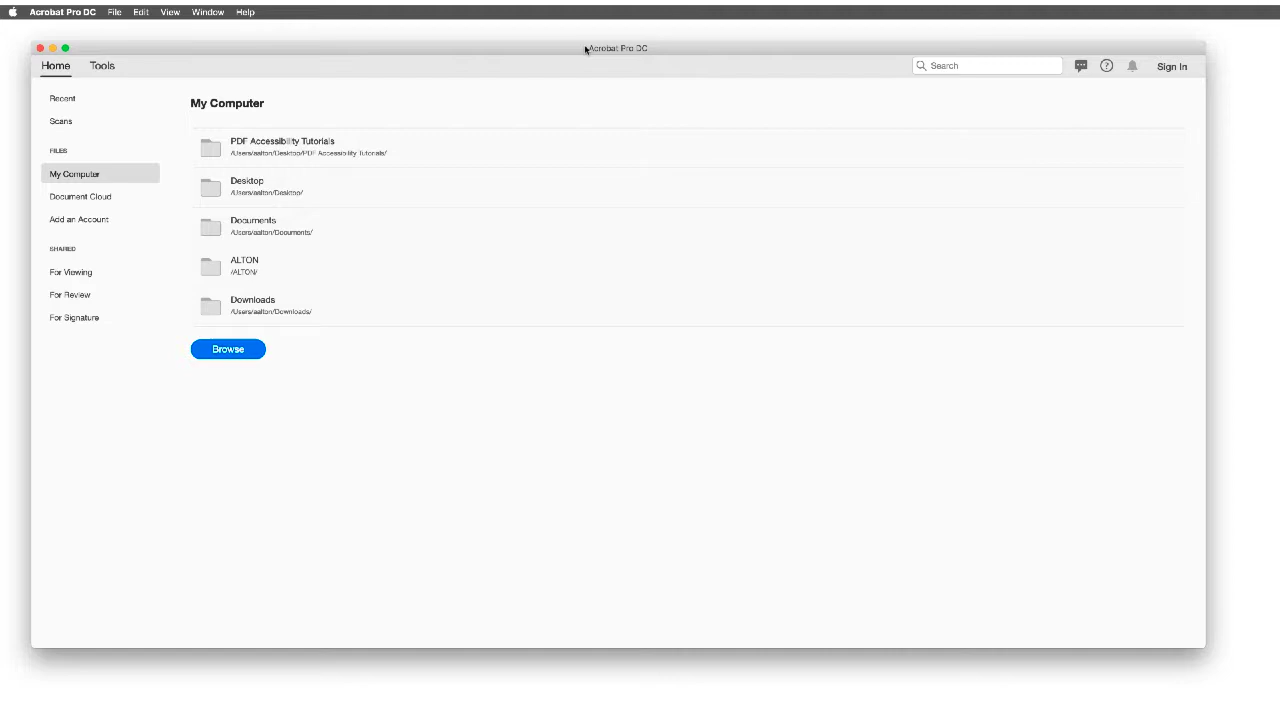 Acrobat Pro DC File Edit View Window Help
Acrobat Pro DC
Home Tools
Search
Sign In
Recent
Scans
FILES
My Computer
Document Cloud
Add an Account
SHARED
For Viewing
For Review
For Signature
My Computer
PDF Accessibility Tutorials
/Users/aalton/Desktop/PDF Accessibility Tutorials/
Desktop
/Users/aalton/Desktop/
Documents
/Users/aalton/Documents/
ALTON
/ALTON/
Downloads
/Users/aalton/Downloads/
Browse